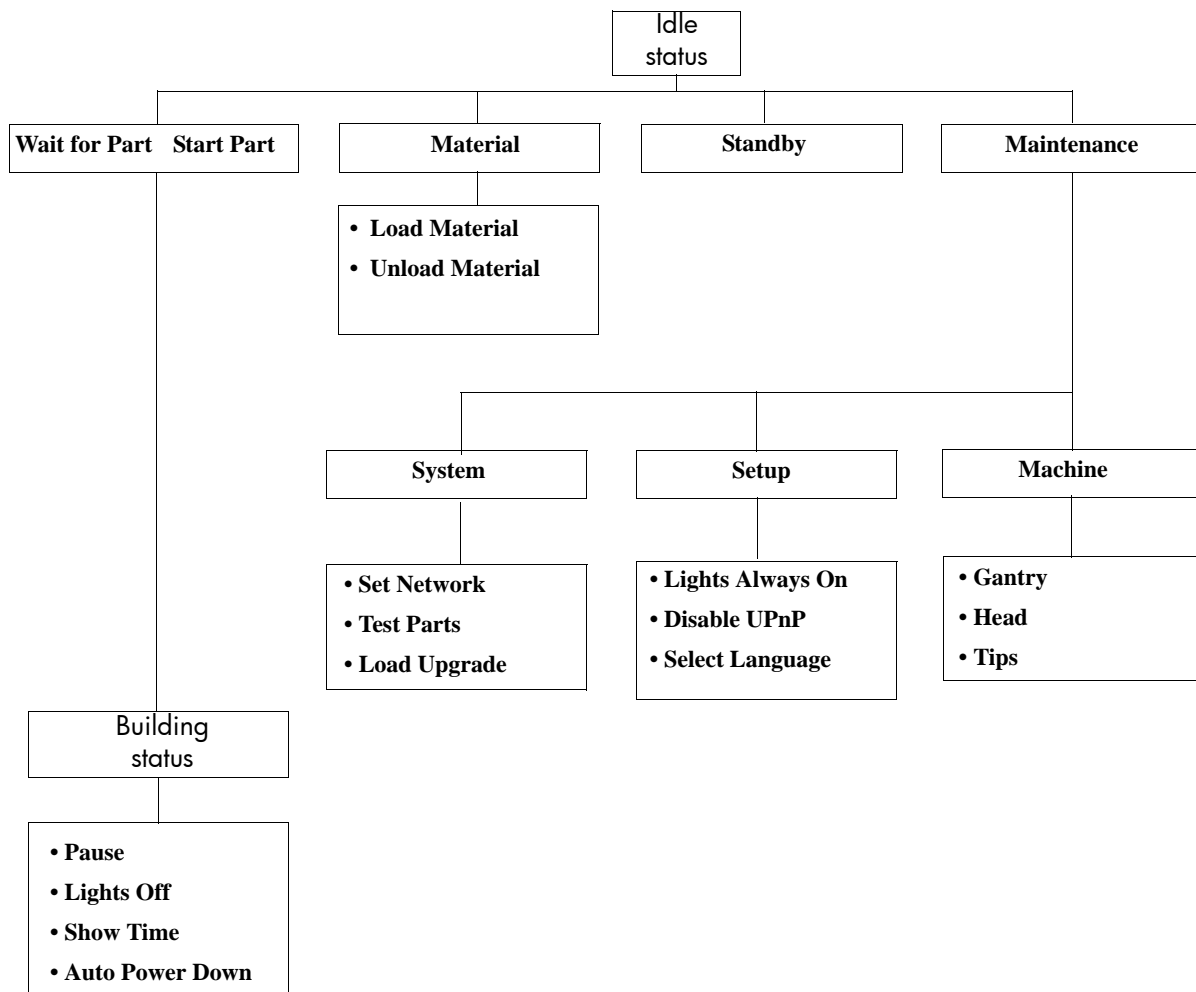 Idle
status
Wait for Part Start Part
Material
Standby
Maintenance
• Load Material
• Unload Material
System
Setup
Machine
• Set Network
• Test Parts
• Load Upgrade
• Lights Always On
• Disable UPnP
• Select Language
• Gantry
• Head
• Tips
Building
status
• Pause
• Lights Off
• Show Time
• Auto Power Down